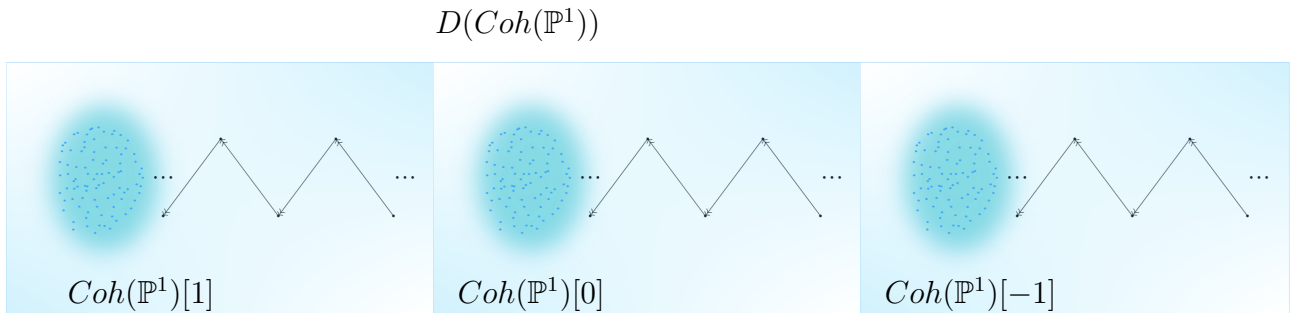 D(Coh(ℙ¹))
... ... ... ... ... ...
Coh(ℙ¹)[1] Coh(ℙ¹)[0] Coh(ℙ¹)[−1]